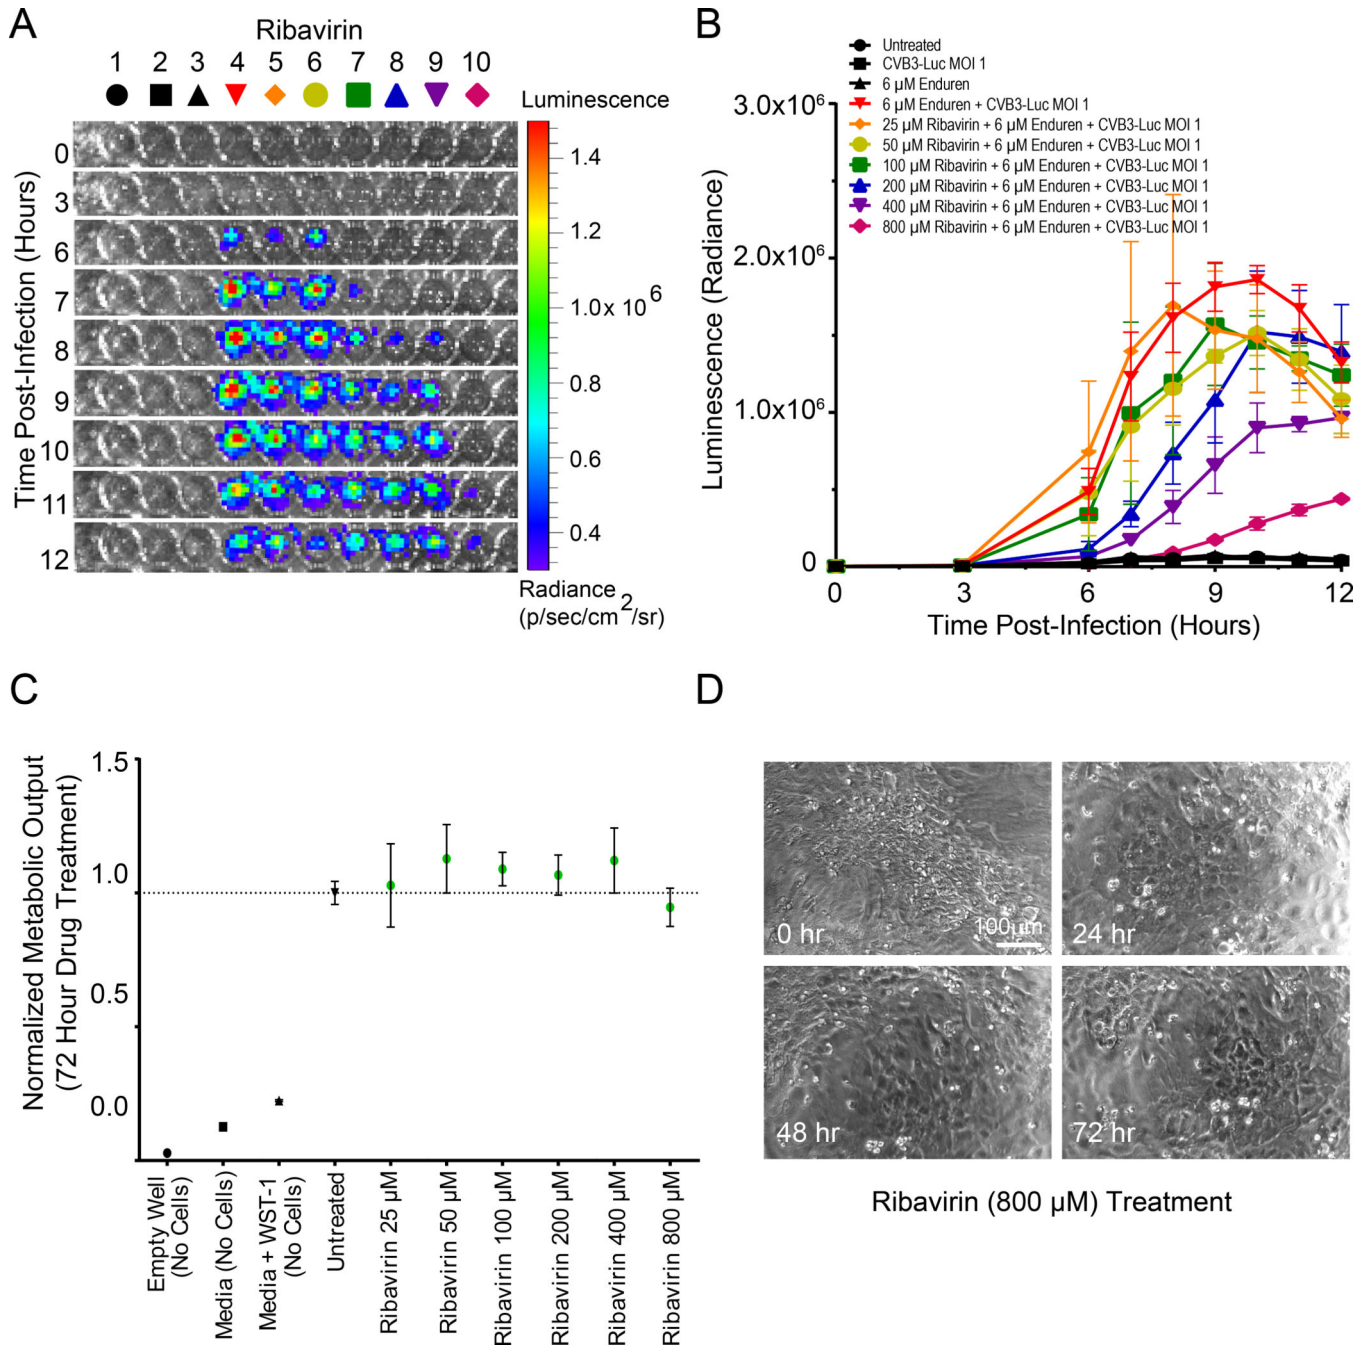 A
Ribavirin
1 2 3 4 5 6 7 8 9 10
Luminescence
Time Post-Infection (Hours)
0
3
6
7
8
9
10
11
12
1.4
1.2
1.0 x 10^6
0.8
0.6
0.4
Radiance
(p/sec/cm^2/sr)
B
Untreated
CVB3-Luc MOI 1
6 µM Enduren
6 µM Enduren + CVB3-Luc MOI 1
25 µM Ribavirin + 6 µM Enduren + CVB3-Luc MOI 1
50 µM Ribavirin + 6 µM Enduren + CVB3-Luc MOI 1
100 µM Ribavirin + 6 µM Enduren + CVB3-Luc MOI 1
200 µM Ribavirin + 6 µM Enduren + CVB3-Luc MOI 1
400 µM Ribavirin + 6 µM Enduren + CVB3-Luc MOI 1
800 µM Ribavirin + 6 µM Enduren + CVB3-Luc MOI 1
Luminescence (Radiance)
3.0x10^6
2.0x10^6
1.0x10^6
0
0 3 6 9 12
Time Post-Infection (Hours)
C
Normalized Metabolic Output
(72 Hour Drug Treatment)
1.5
1.0
0.5
0.0
Empty Well
(No Cells)
Media (No Cells)
Media + WST-1
(No Cells)
Untreated
Ribavirin 25 µM
Ribavirin 50 µM
Ribavirin 100 µM
Ribavirin 200 µM
Ribavirin 400 µM
Ribavirin 800 µM
D
0 hr
100µm
24 hr
48 hr
72 hr
Ribavirin (800 µM) Treatment